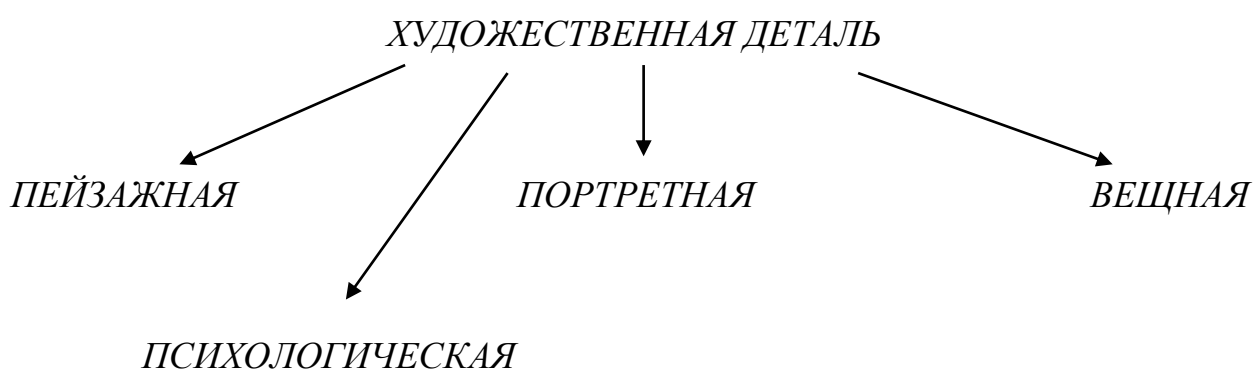 ХУДОЖЕСТВЕННАЯ ДЕТАЛЬ
ПЕЙЗАЖНАЯ ПОРТРЕТНАЯ ВЕЩНАЯ
ПСИХОЛОГИЧЕСКАЯ